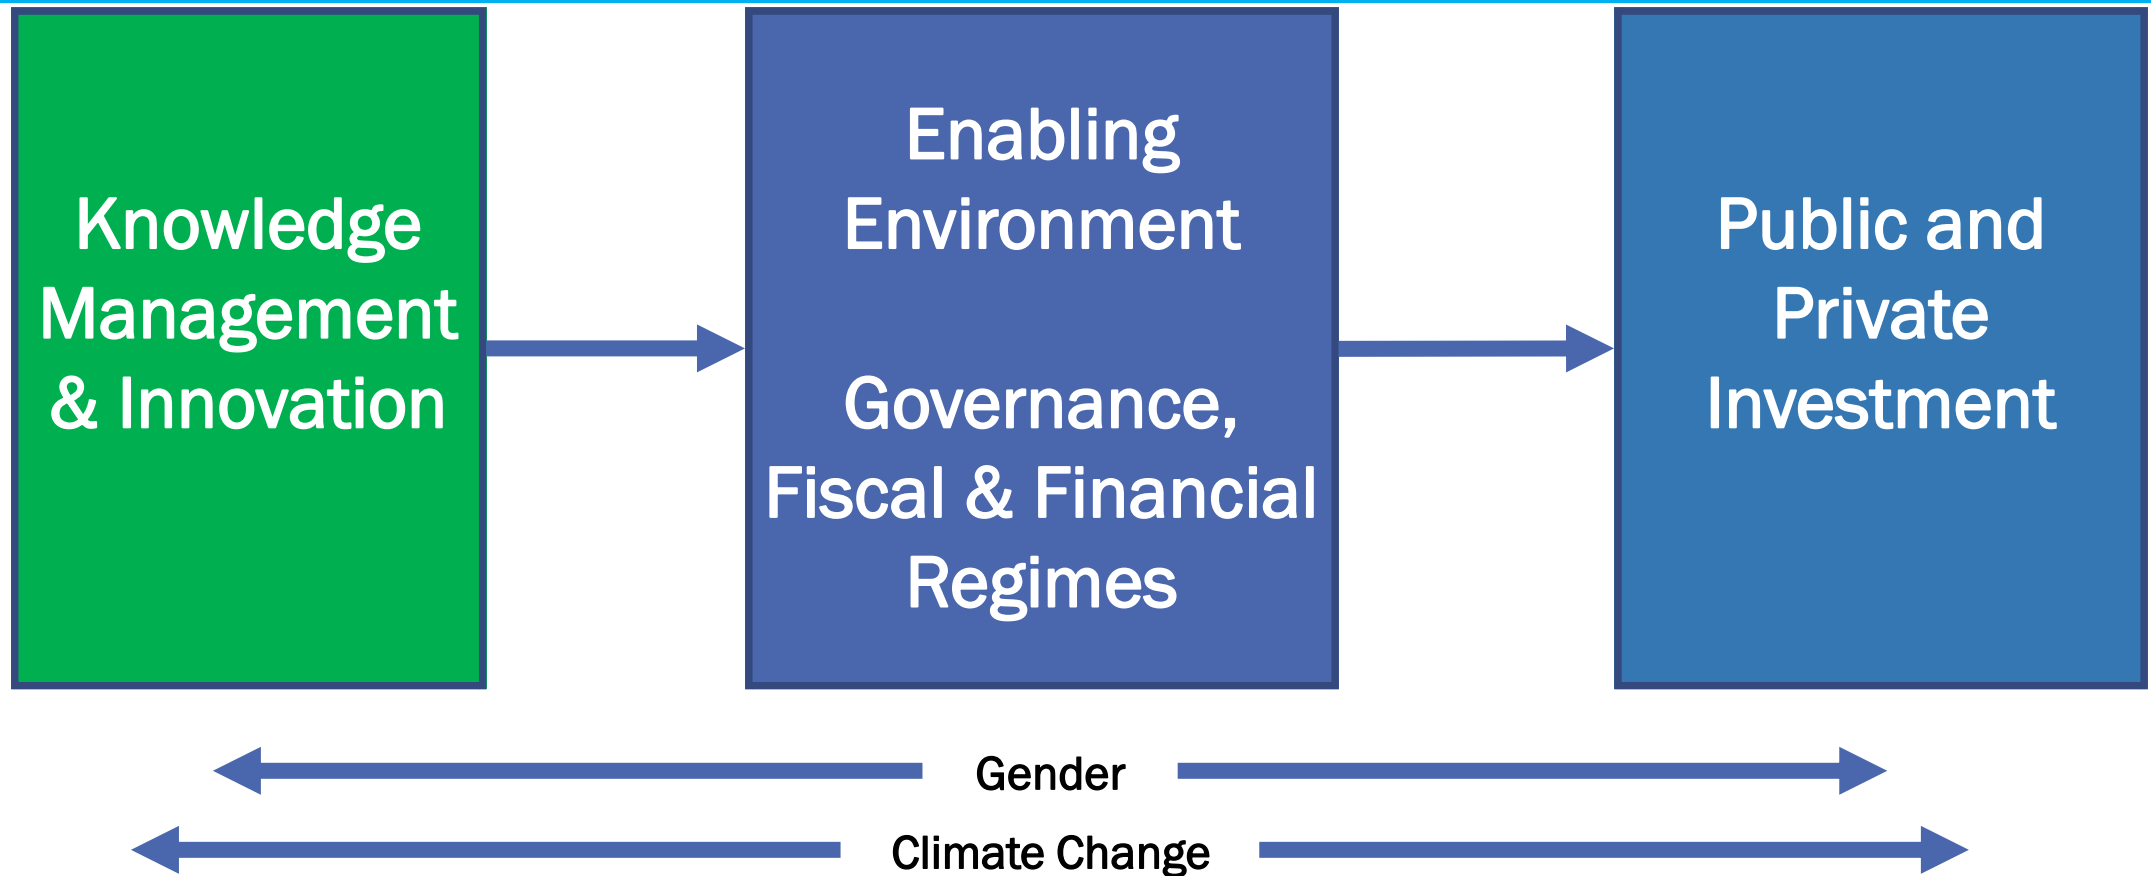 Knowledge
Management
& Innovation
Enabling
Environment
Governance,
Fiscal & Financial
Regimes
Public and
Private
Investment
Gender
Climate Change